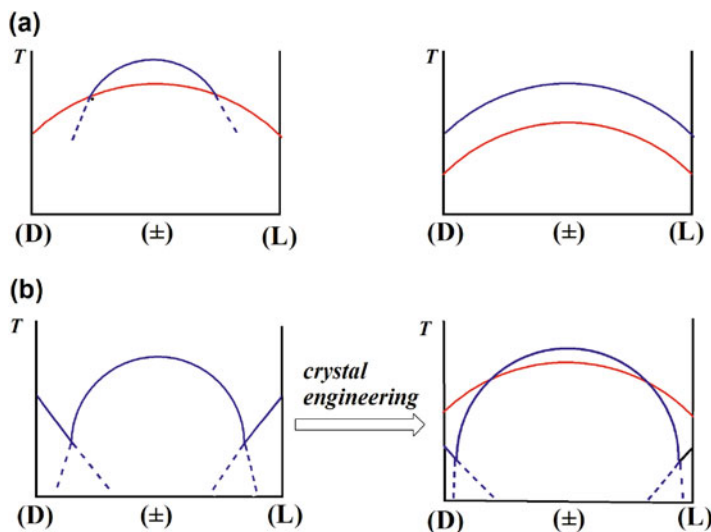 (a)
T
T
(D) (±) (L)
(D) (±) (L)
(b)
T
T
crystal
engineering
(D) (±) (L)
(D) (±) (L)